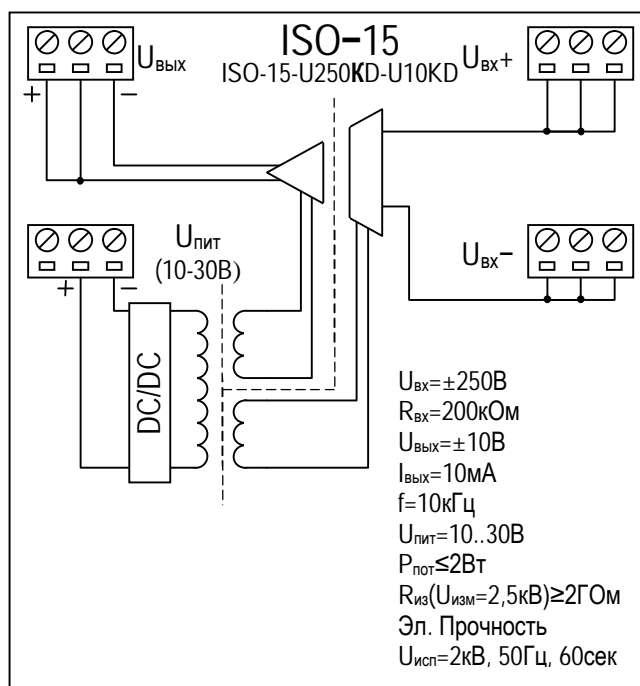 ISO-15
ISO-15-U250КD-U10KD
Uвых
Uвх+
+ −
Uпит
(10-30В)
Uвх−
+ −
DC/DC
Uвх=±250В
Rвх=200кОм
Uвых=±10В
Iвых=10мА
f=10кГц
Uпит=10..30В
Pпот≤2Вт
Rиз(Uизм=2,5кВ)≥2ГОм
Эл. Прочность
Uисп=2кВ, 50Гц, 60сек